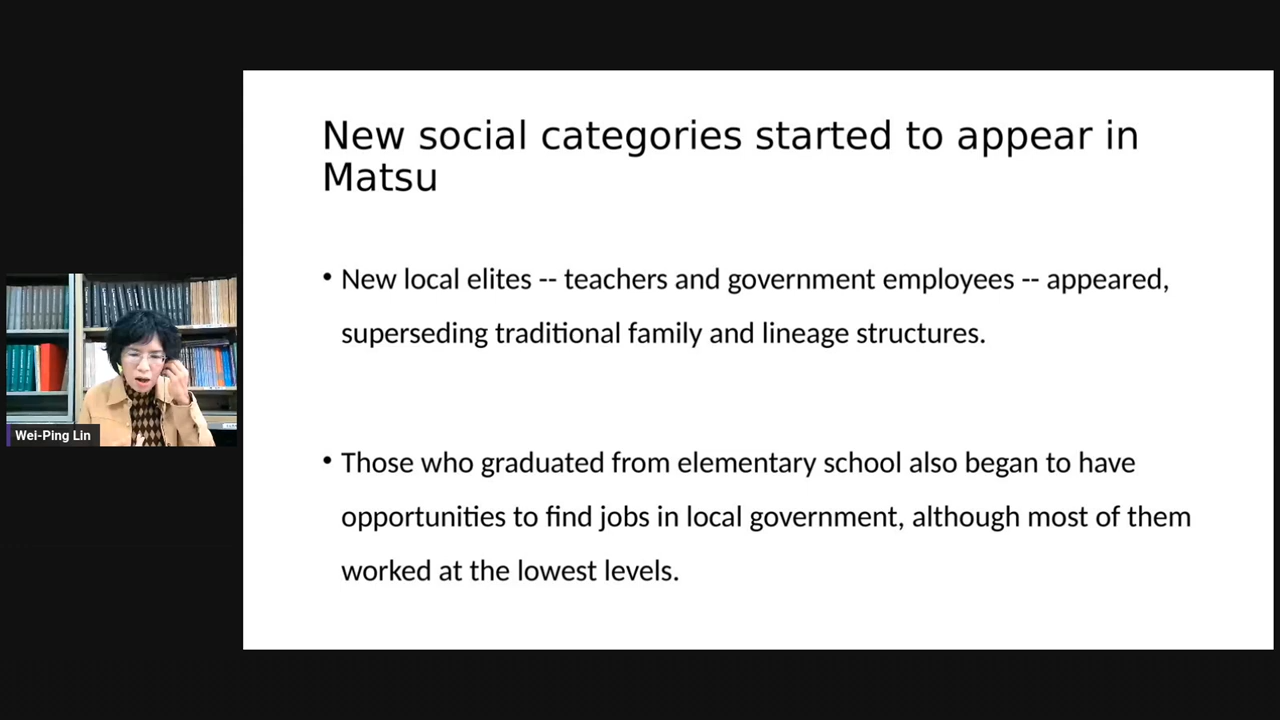 New social categories started to appear in
Matsu
• New local elites -- teachers and government employees -- appeared,
superseding traditional family and lineage structures.
• Those who graduated from elementary school also began to have
opportunities to find jobs in local government, although most of them
worked at the lowest levels.
Wei-Ping Lin